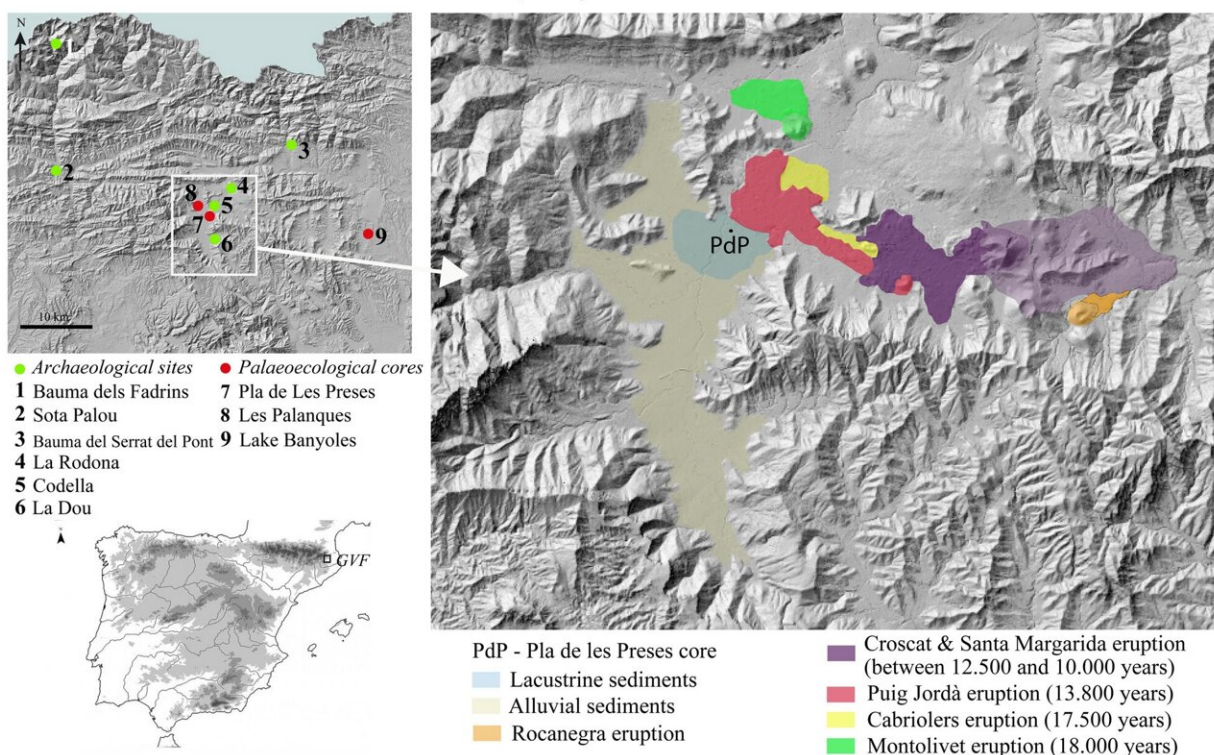 N
1
2
3
4
5
6
7
8
9
10 km
Archaeological sites
1 Bauma dels Fadrins
2 Sota Palou
3 Bauma del Serrat del Pont
4 La Rodona
5 Codella
6 La Dou
Palaeoecological cores
7 Pla de Les Preses
8 Les Palanques
9 Lake Banyoles
GVF
PdP
PdP - Pla de les Preses core
Lacustrine sediments
Alluvial sediments
Rocanegra eruption
Croscat & Santa Margarida eruption
(between 12.500 and 10.000 years)
Puig Jordà eruption (13.800 years)
Cabriolers eruption (17.500 years)
Montolivet eruption (18.000 years)